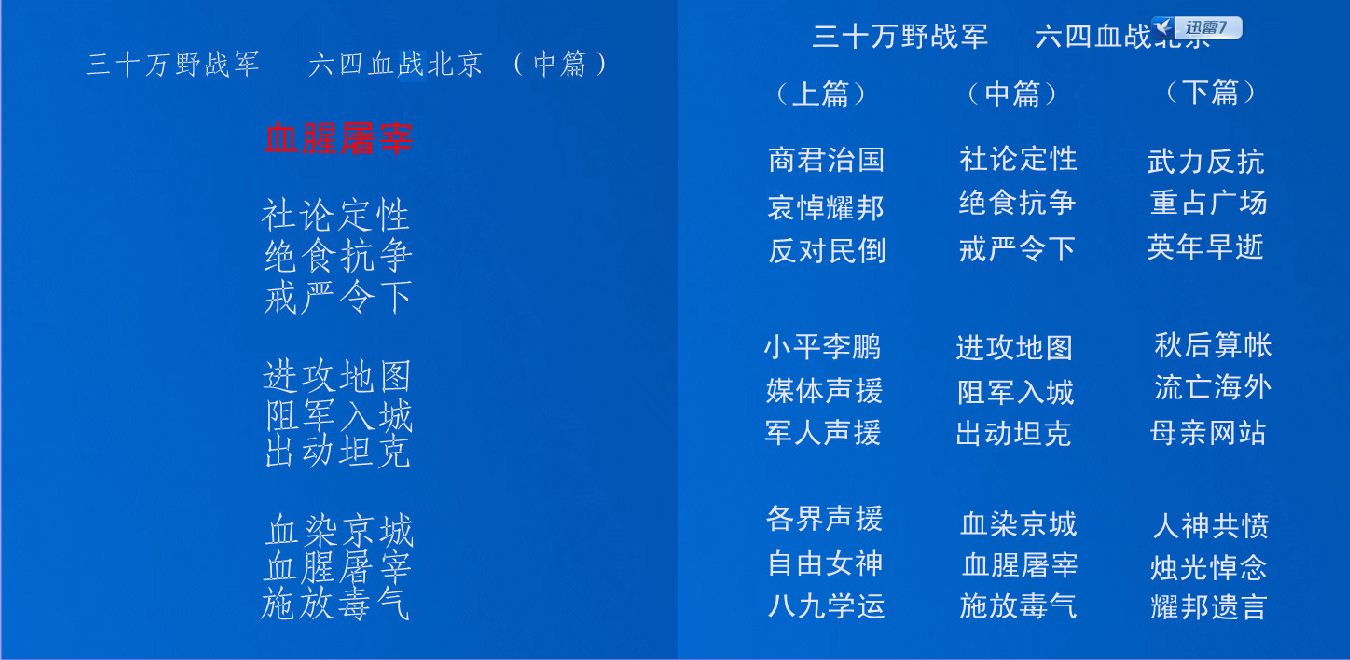 三十万野战军 六四血战北京 （中篇）
血腥屠宰
社论定性
绝食抗争
戒严令下
进攻地图
阻军入城
出动坦克
血染京城
血腥屠宰
施放毒气
三十万野战军 六四血战北京
迅雷7
（上篇） （中篇） （下篇）
商君治国 社论定性 武力反抗
哀悼耀邦 绝食抗争 重占广场
反对民倒 戒严令下 英年早逝
小平李鹏 进攻地图 秋后算帐
媒体声援 阻军入城 流亡海外
军人声援 出动坦克 母亲网站
各界声援 血染京城 人神共愤
自由女神 血腥屠宰 烛光悼念
八九学运 施放毒气 耀邦遗言